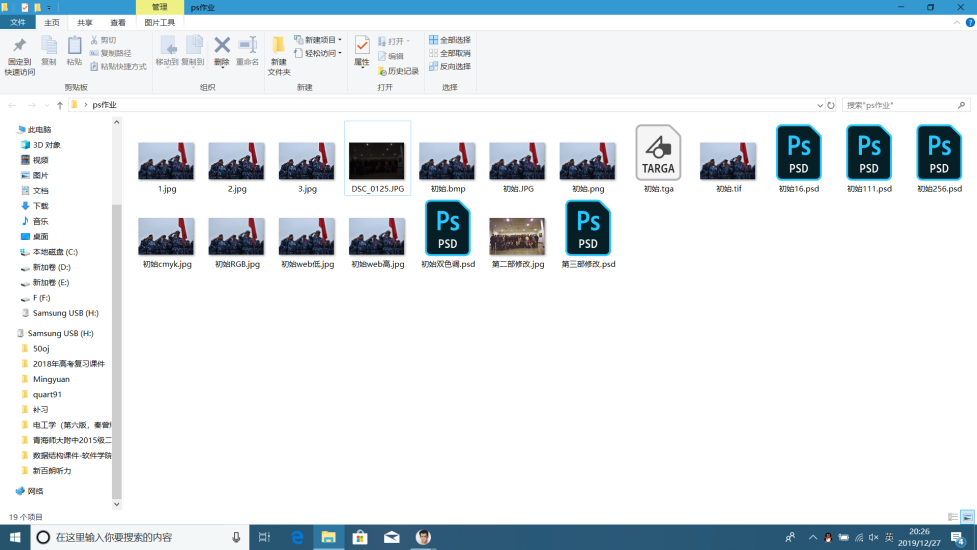 管理
ps作业
文件
主页
共享
查看
图片工具
固定到
快速访问
复制
粘贴
剪切
复制路径
粘贴快捷方式
剪贴板
移动到
复制到
删除
重命名
组织
新建
文件夹
新建项目
轻松访问
新建
属性
打开
编辑
历史记录
打开
全部选择
全部取消
反向选择
选择
ps作业
搜索"ps作业"
此电脑
3D 对象
视频
图片
文档
下载
音乐
桌面
本地磁盘 (C:)
新加卷 (D:)
新加卷 (E:)
F (F:)
Samsung USB (H:)
Samsung USB (H:)
50oj
2018年高考复习课件
Mingyuan
quart91
补习
电工学（第六版，秦曾
青海师大附中2015级二
数据结构课件-软件学院
新百朗听力
网络
1.jpg
2.jpg
3.jpg
DSC_0125.JPG
初始.bmp
初始.JPG
初始.png
TARGA
初始.tga
初始.tif
Ps
PSD
初始16.psd
Ps
PSD
初始111.psd
Ps
PSD
初始256.psd
初始cmyk.jpg
初始RGB.jpg
初始web低.jpg
初始web高.jpg
Ps
PSD
初始双色调.psd
第二部修改.jpg
Ps
PSD
第三部修改.psd
19 个项目
在这里输入你要搜索的内容
英
20:26
2019/12/27
4